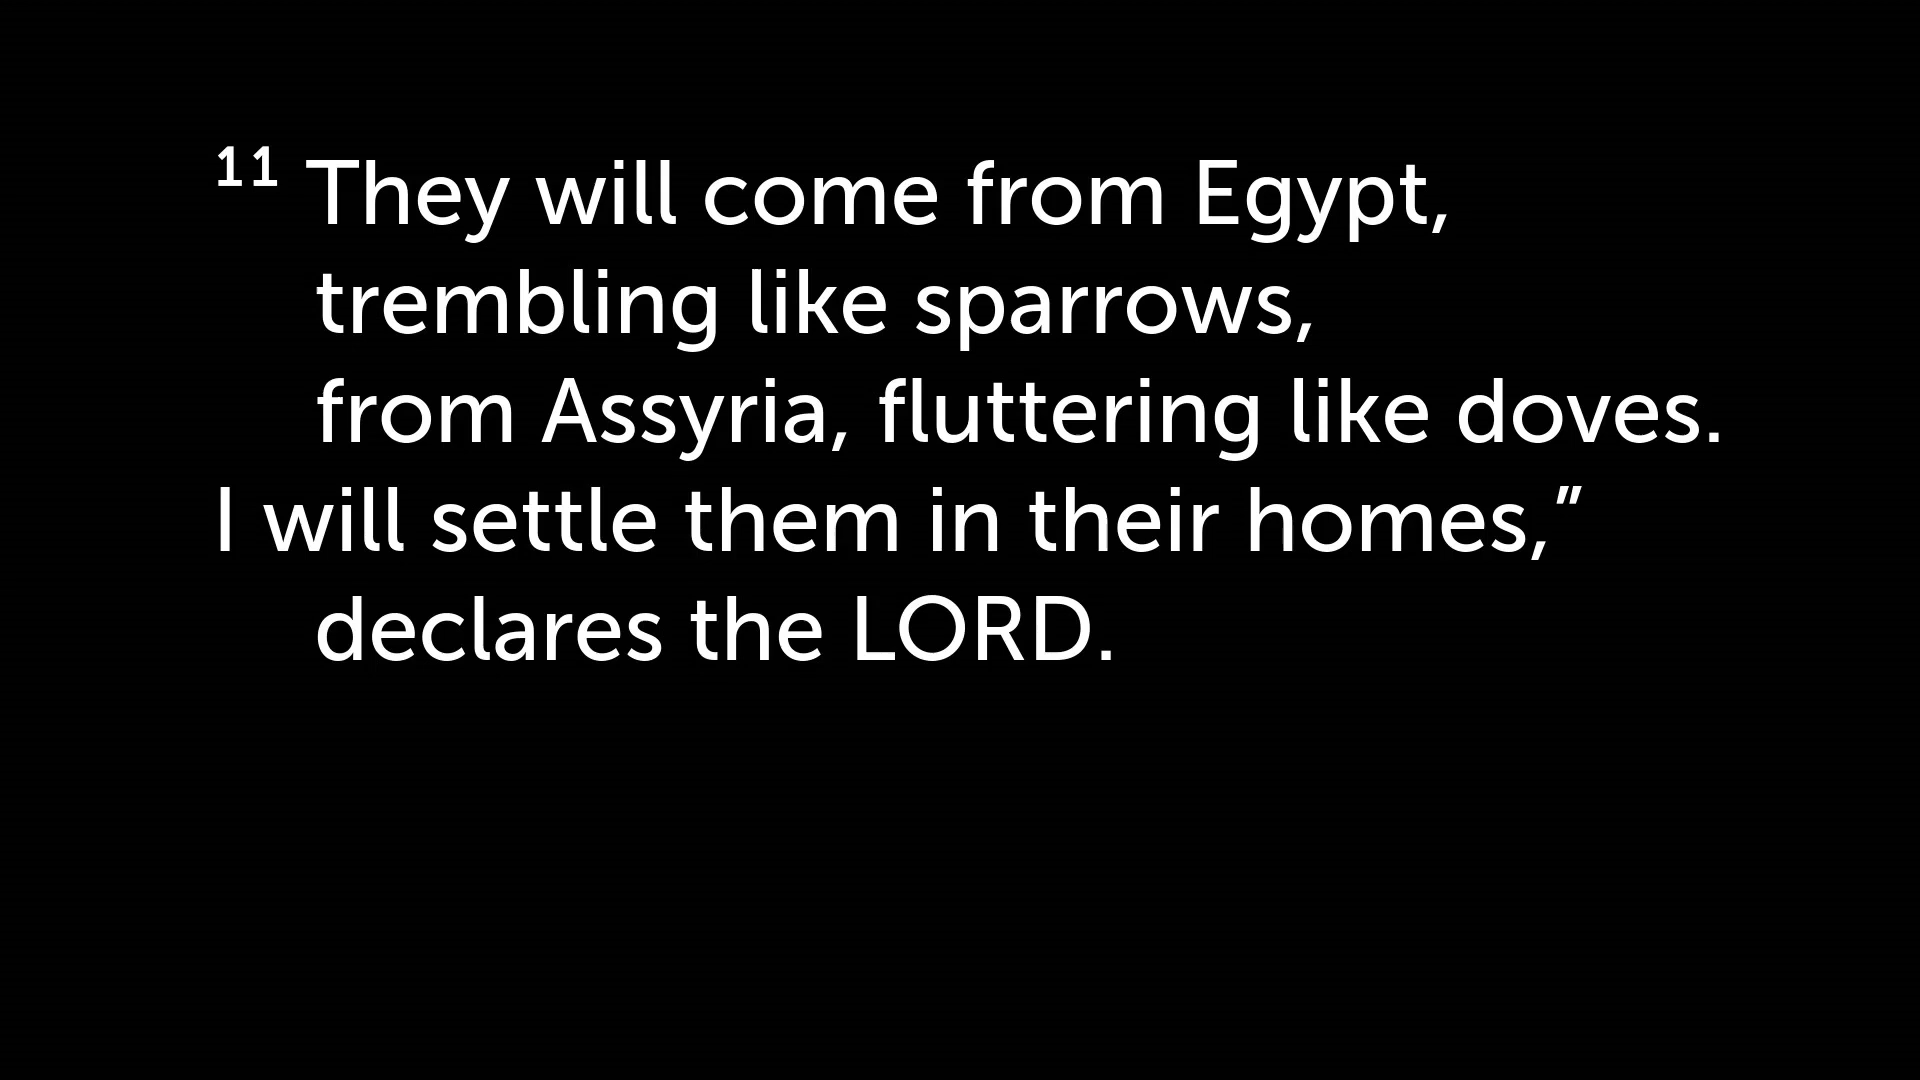 11 They will come from Egypt,
trembling like sparrows,
from Assyria, fluttering like doves.
I will settle them in their homes,”
declares the LORD.